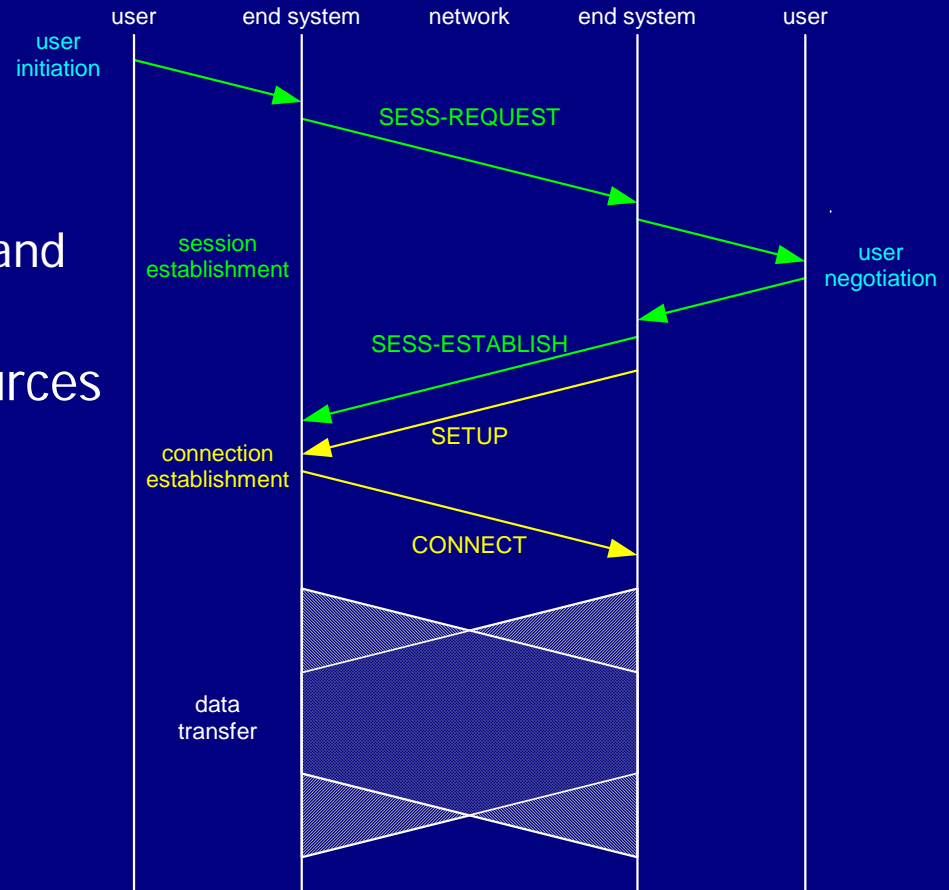 user
end system
network
end system
user
user
initiation
SESS-REQUEST
and
session
establishment
user
negotiation
SESS-ESTABLISH
SETUP
connection
establishment
CONNECT
data
transfer